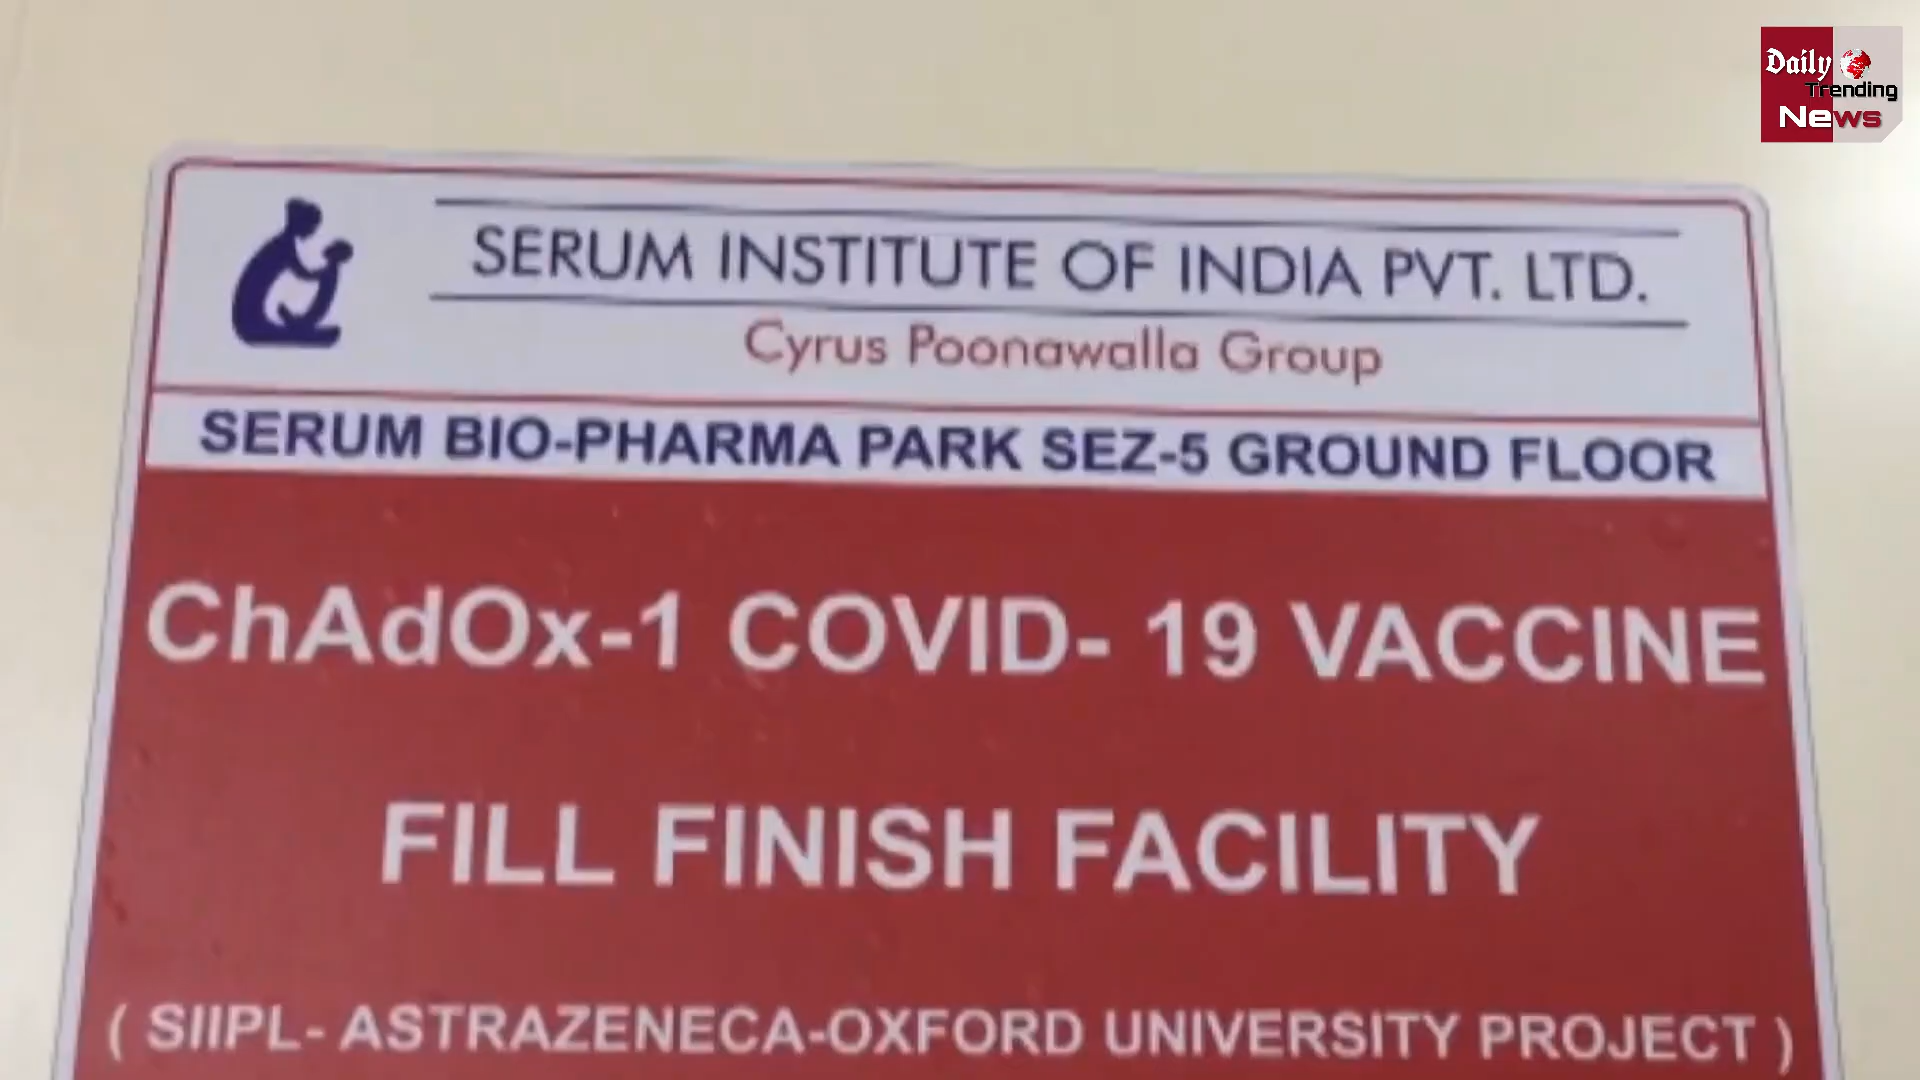 Daily
Trending
News
SERUM INSTITUTE OF INDIA PVT. LTD.
Cyrus Poonawalla Group
SERUM BIO-PHARMA PARK SEZ-5 GROUND FLOOR
ChAdOx-1 COVID- 19 VACCINE
FILL FINISH FACILITY
( SIIPL- ASTRAZENECA-OXFORD UNIVERSITY PROJECT )